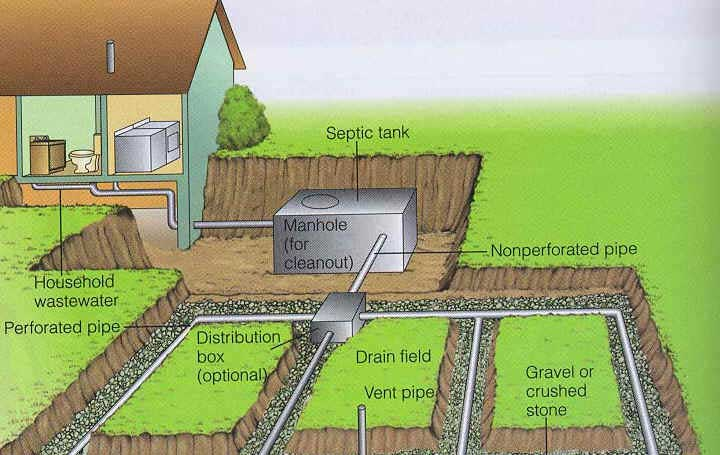 Septic tank
Manhole
(for
cleanout)
Nonperforated pipe
Household
wastewater
Perforated pipe
Distribution
box
(optional)
Drain field
Vent pipe
Gravel or
crushed
stone